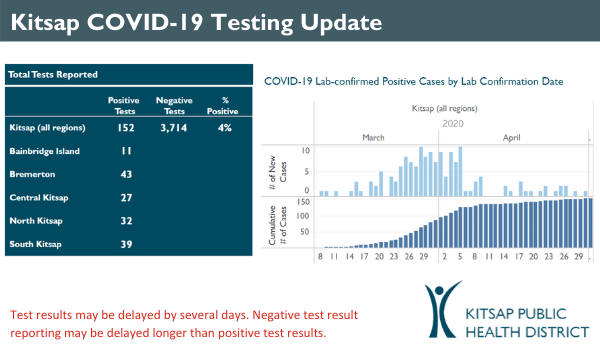 Kitsap COVID-19 Testing Update
Total Tests Reported
Positive Tests Negative Tests % Positive
Kitsap (all regions) 152 3,714 4%
Bainbridge Island 11
Bremerton 43
Central Kitsap 27
North Kitsap 32
South Kitsap 39
COVID-19 Lab-confirmed Positive Cases by Lab Confirmation Date
Kitsap (all regions)
2020
March April
# of New Cases
10
5
0
Cumulative # of Cases
150
100
50
8 11 14 17 20 23 26 29 2 5 8 11 14 17 20 23 26 29
Test results may be delayed by several days. Negative test result
reporting may be delayed longer than positive test results.
KITSAP PUBLIC
HEALTH DISTRICT